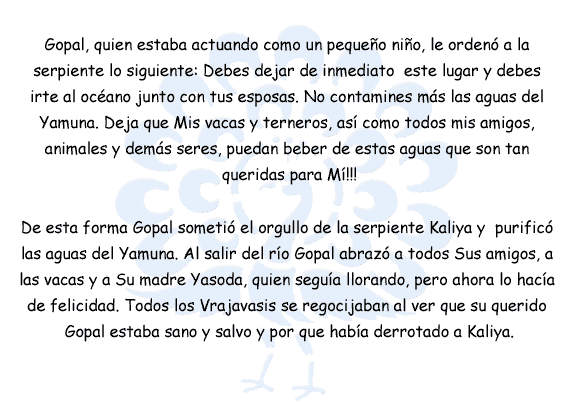 Gopal, quien estaba actuando como un pequeño niño, le ordenó a la
serpiente lo siguiente: Debes dejar de inmediato este lugar y debes
irte al océano junto con tus esposas. No contamines más las aguas del
Yamuna. Deja que Mis vacas y terneros, así como todos mis amigos,
animales y demás seres, puedan beber de estas aguas que son tan
queridas para Mí!!!
De esta forma Gopal sometió el orgullo de la serpiente Kaliya y purificó
las aguas del Yamuna. Al salir del río Gopal abrazó a todos Sus amigos, a
las vacas y a Su madre Yasoda, quien seguía llorando, pero ahora lo hacía
de felicidad. Todos los Vrajavasis se regocijaban al ver que su querido
Gopal estaba sano y salvo y por que había derrotado a Kaliya.